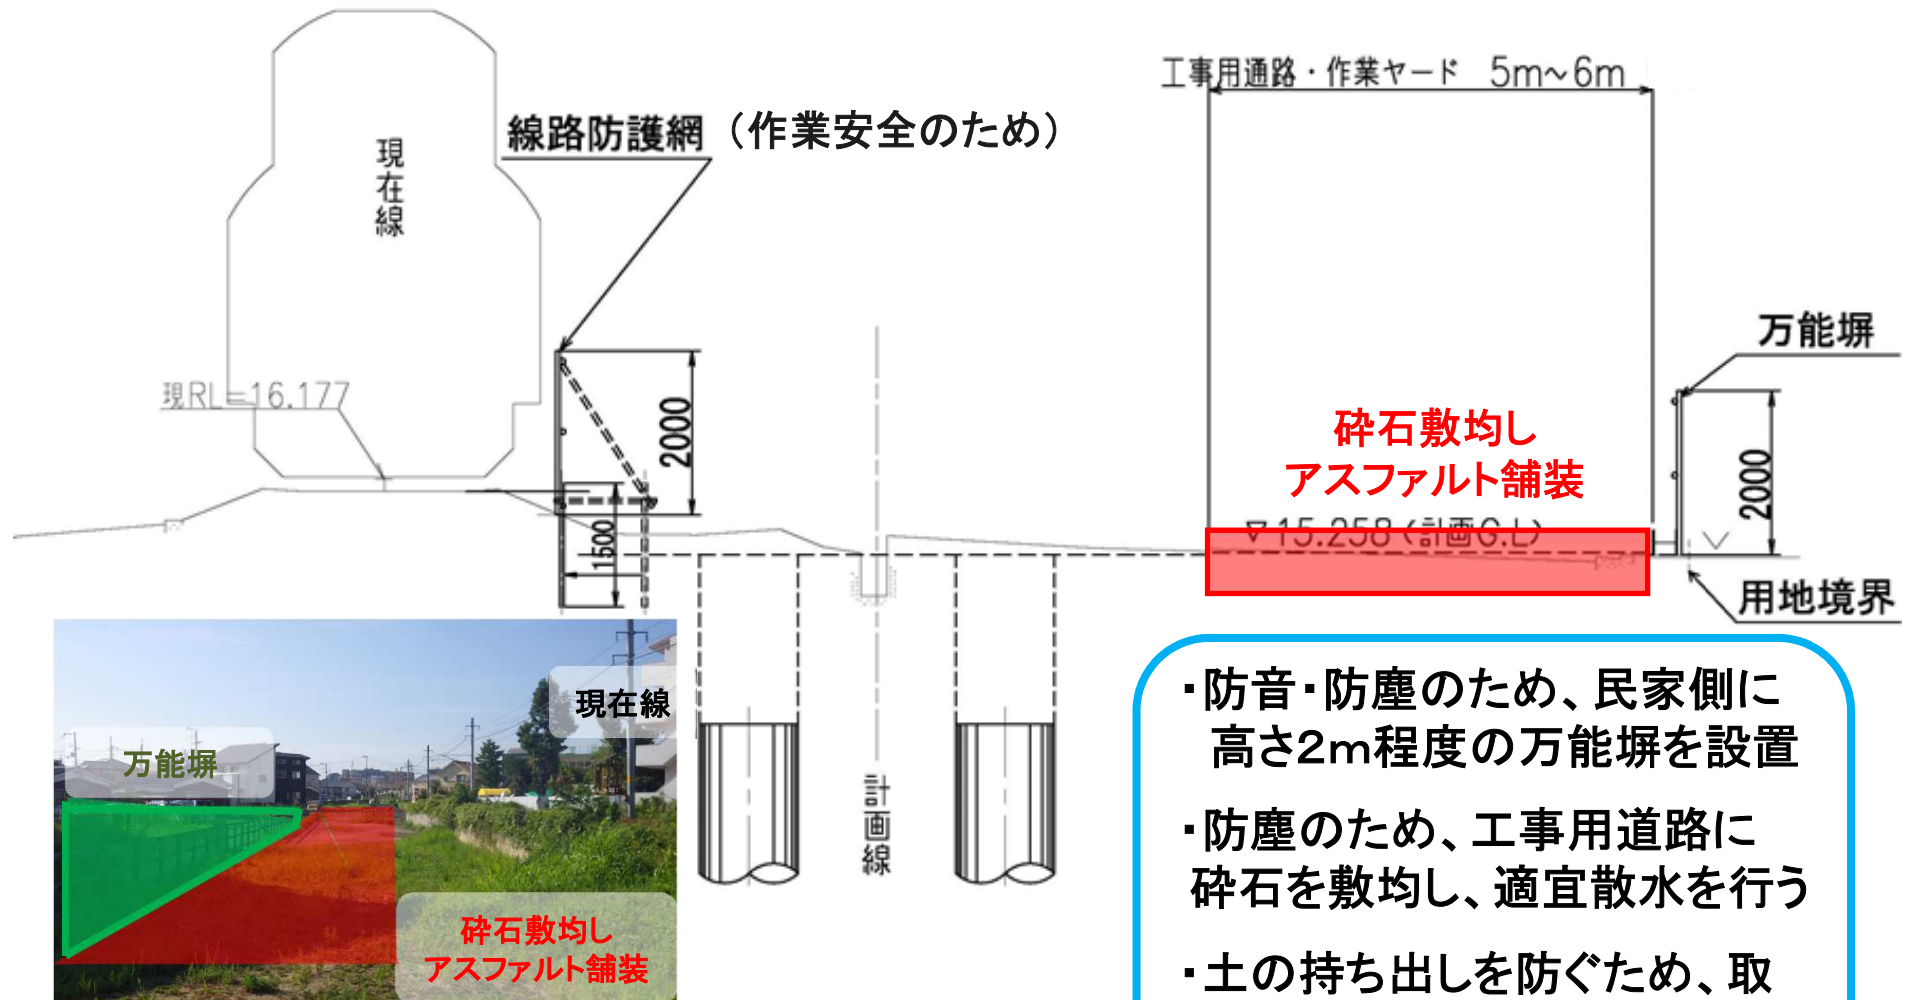 工事用通路・作業ヤード 5m~6m
線路防護網(作業安全のため)
現在線
万能塀
現RL=16.177
2000
砕石敷均し
アスファルト舗装
2000
▽15.258(計画G.L)
1500
用地境界
計画線
現在線
万能塀
砕石敷均し
アスファルト舗装
・防音・防塵のため、民家側に
高さ2m程度の万能塀を設置
・防塵のため、工事用道路に
砕石を敷均し、適宜散水を行う
・土の持ち出しを防ぐため、取